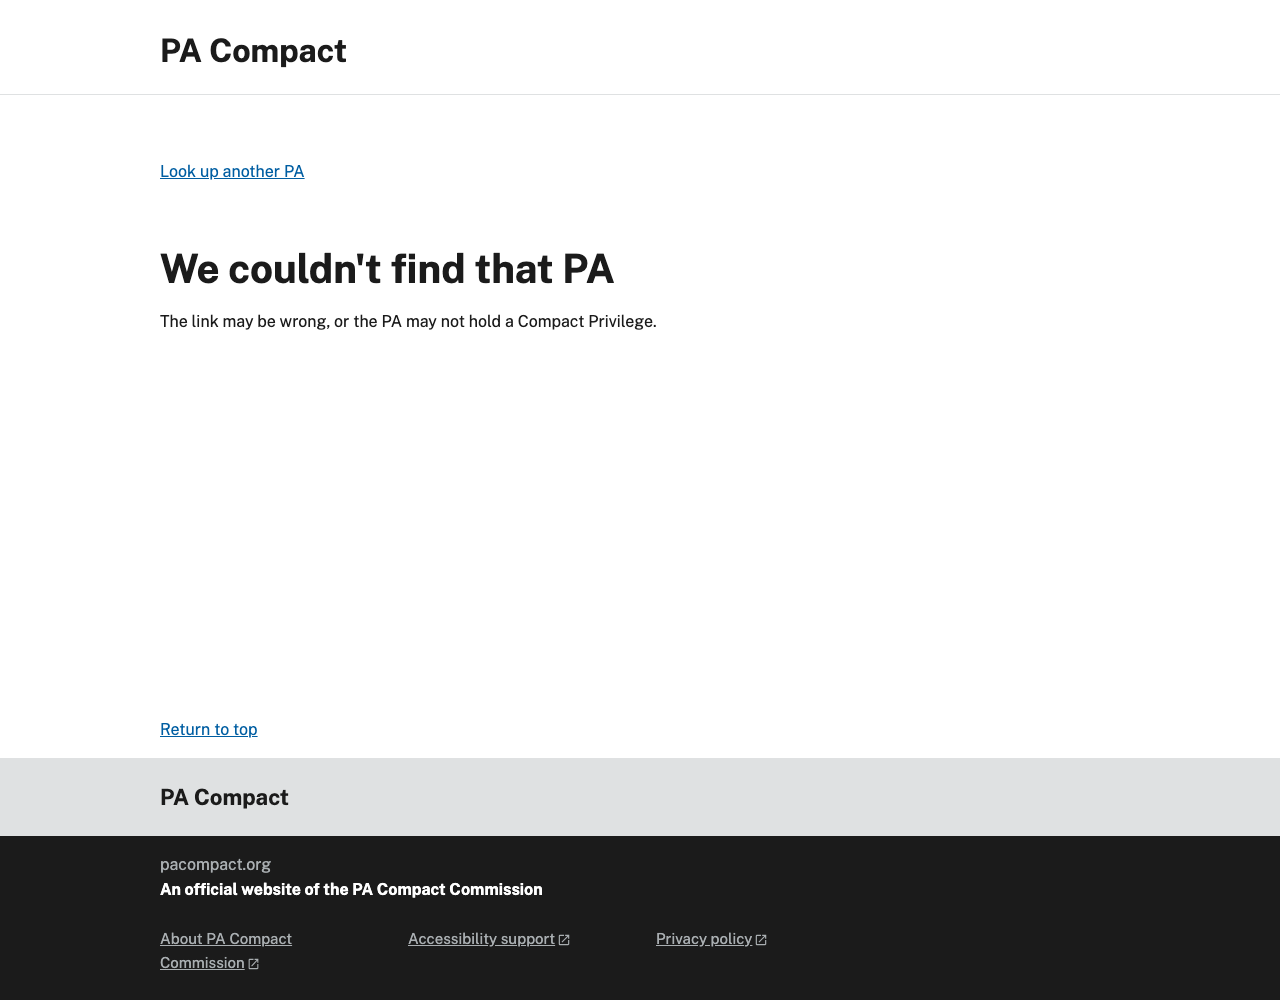 PA Compact
Look up another PA
We couldn't find that PA
The link may be wrong, or the PA may not hold a Compact Privilege.
Return to top
PA Compact
pacompact.org
An official website of the PA Compact Commission
About PA Compact
Commission
Accessibility support
Privacy policy